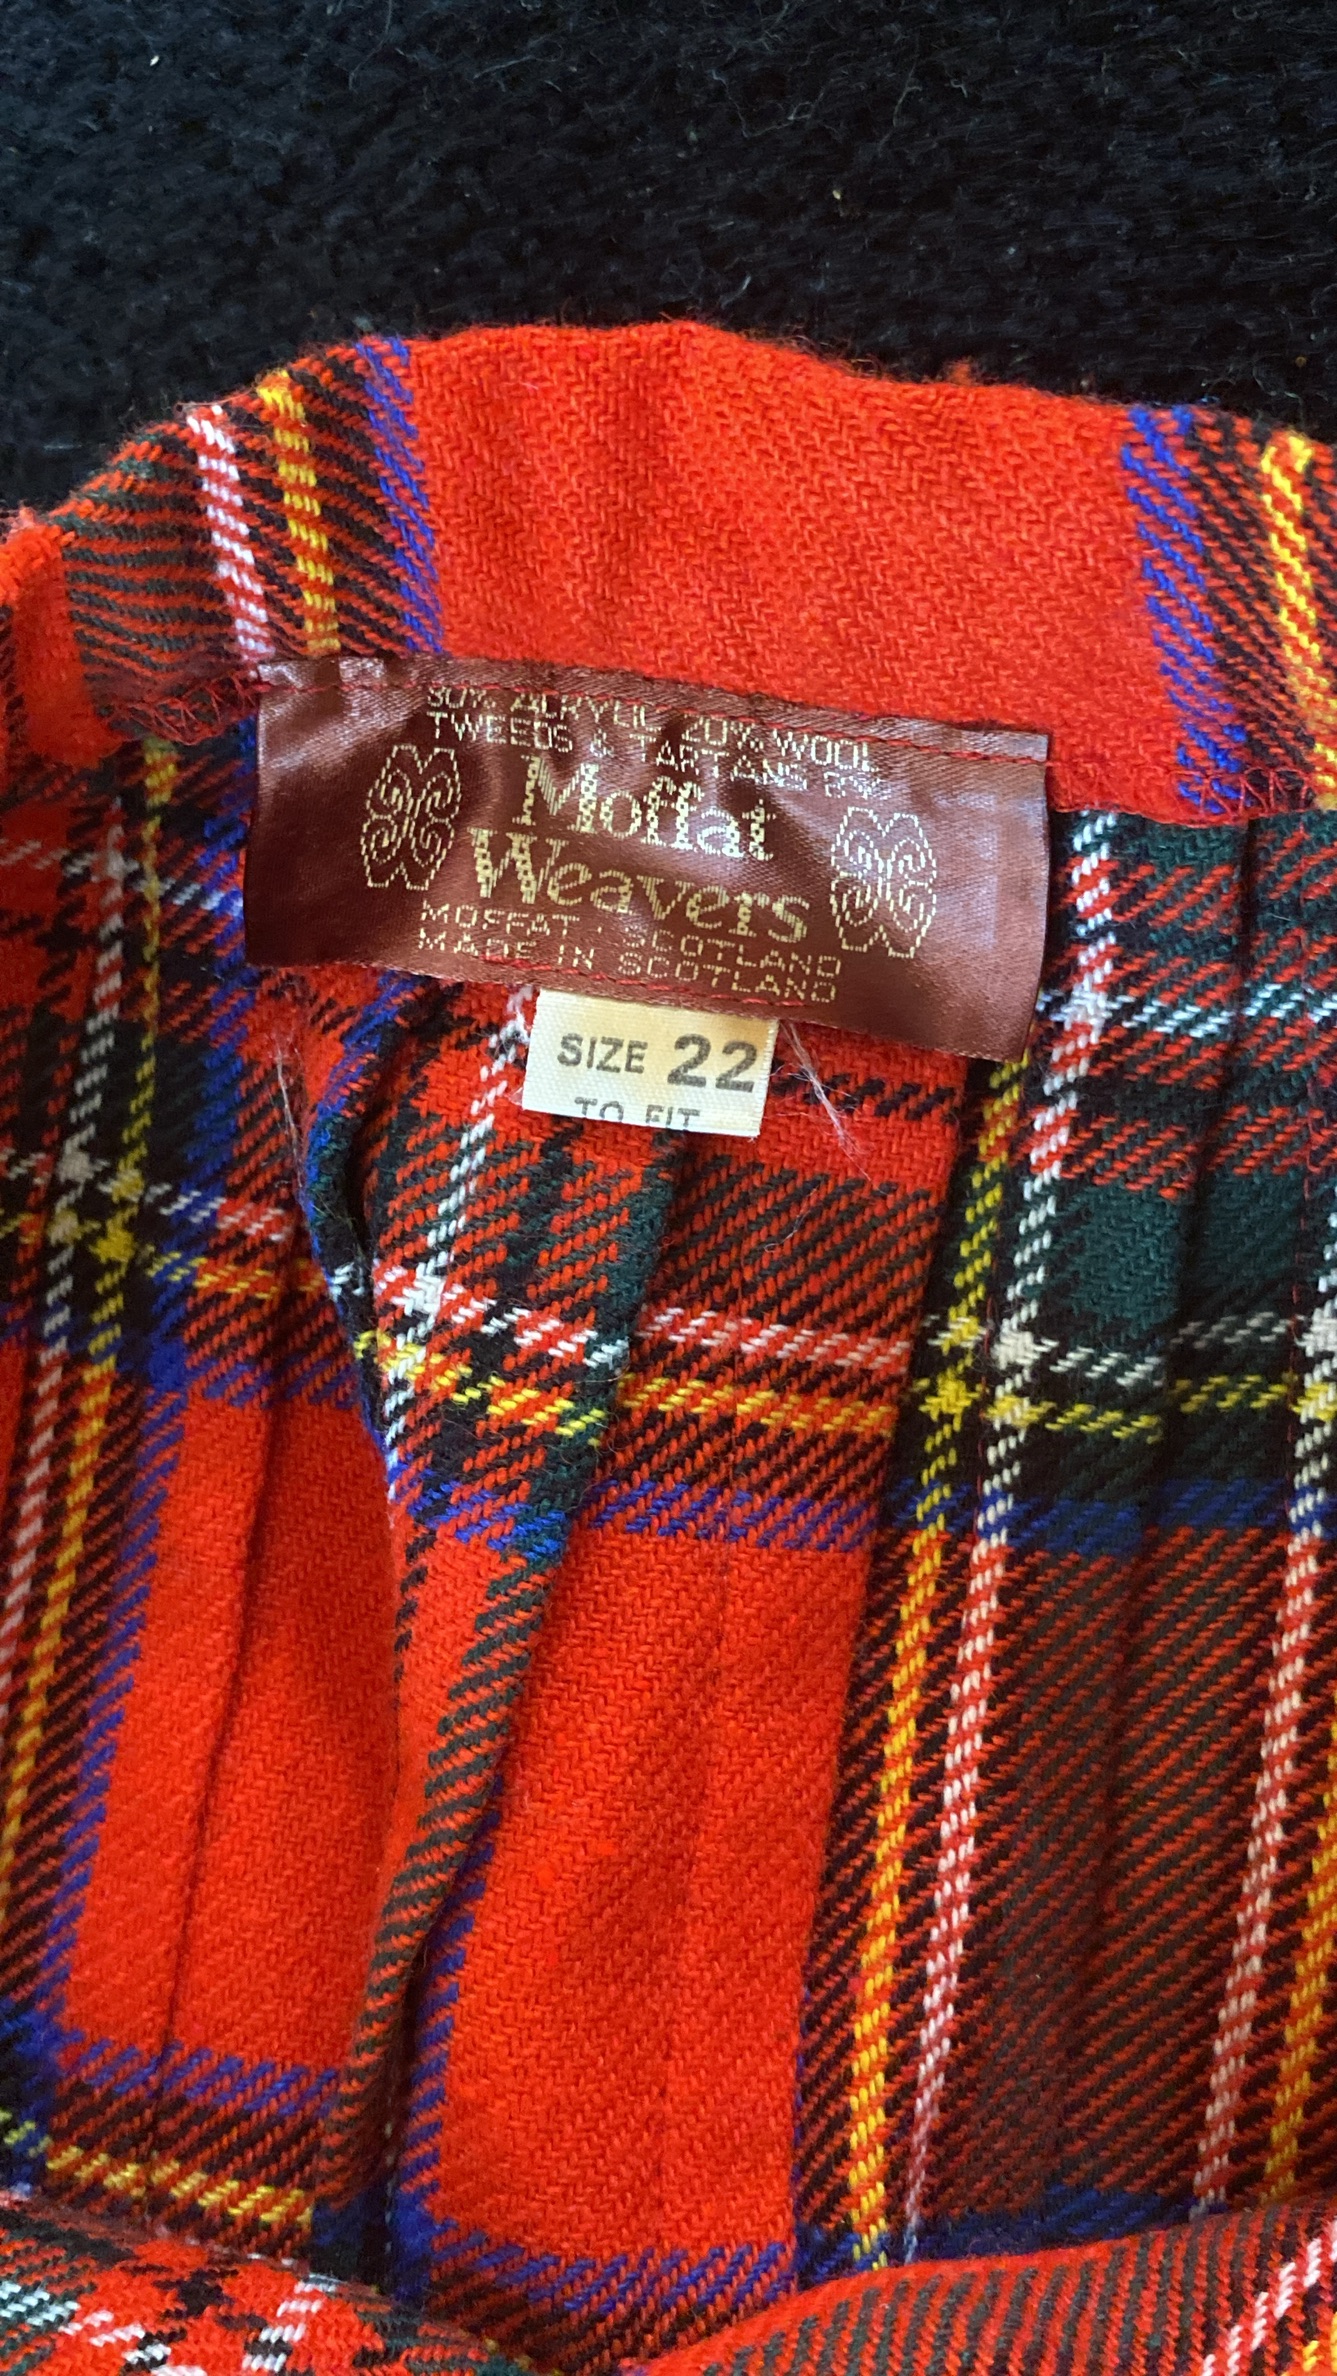 80% ACRYLIC 20% WOOL
TWEEDS & TARTANS
Moffat
Weavers
MOFFAT · SCOTLAND
MADE IN SCOTLAND
SIZE 22
TO FIT